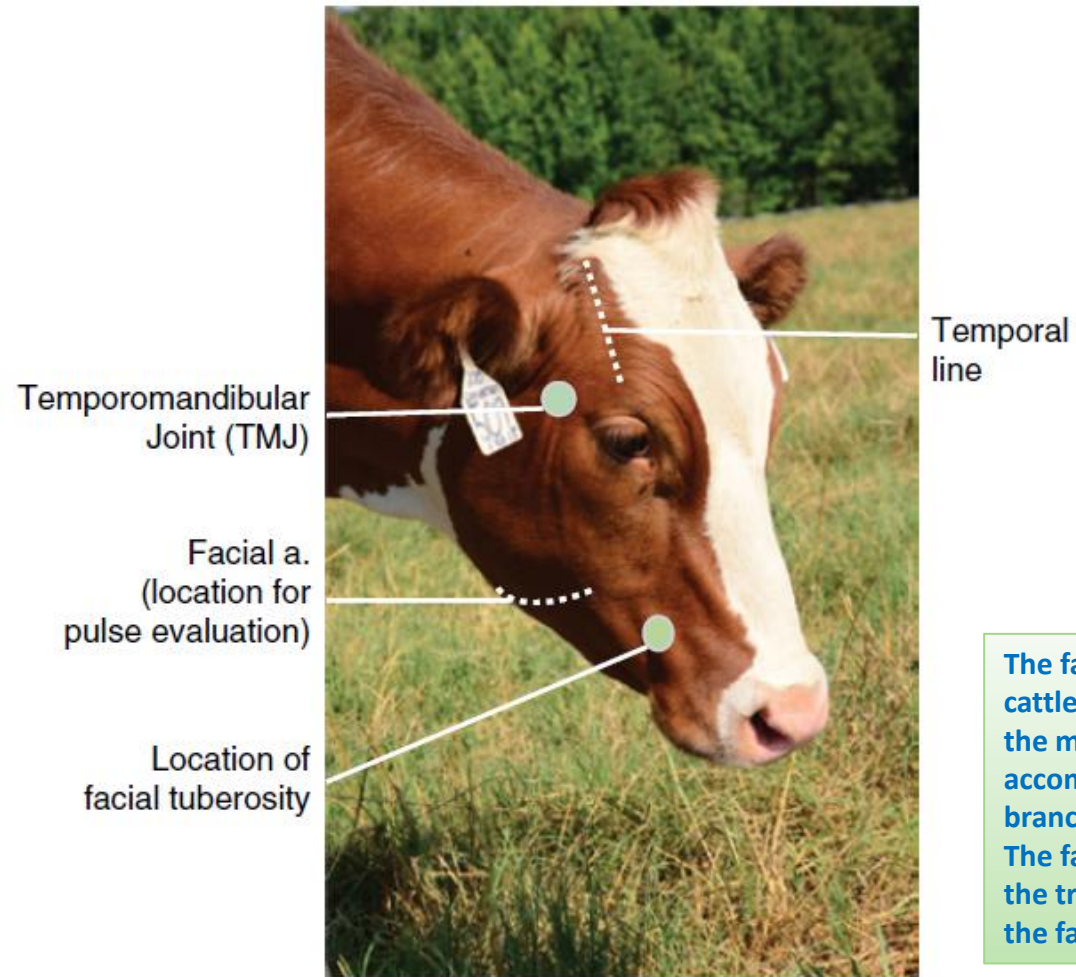 Temporal
line
Temporomandibular
Joint (TMJ)
Facial a.
(location for
pulse evaluation)
Location of
facial tuberosity
The fa
cattle
the m
accon
branc
The fa
the tr
the fa